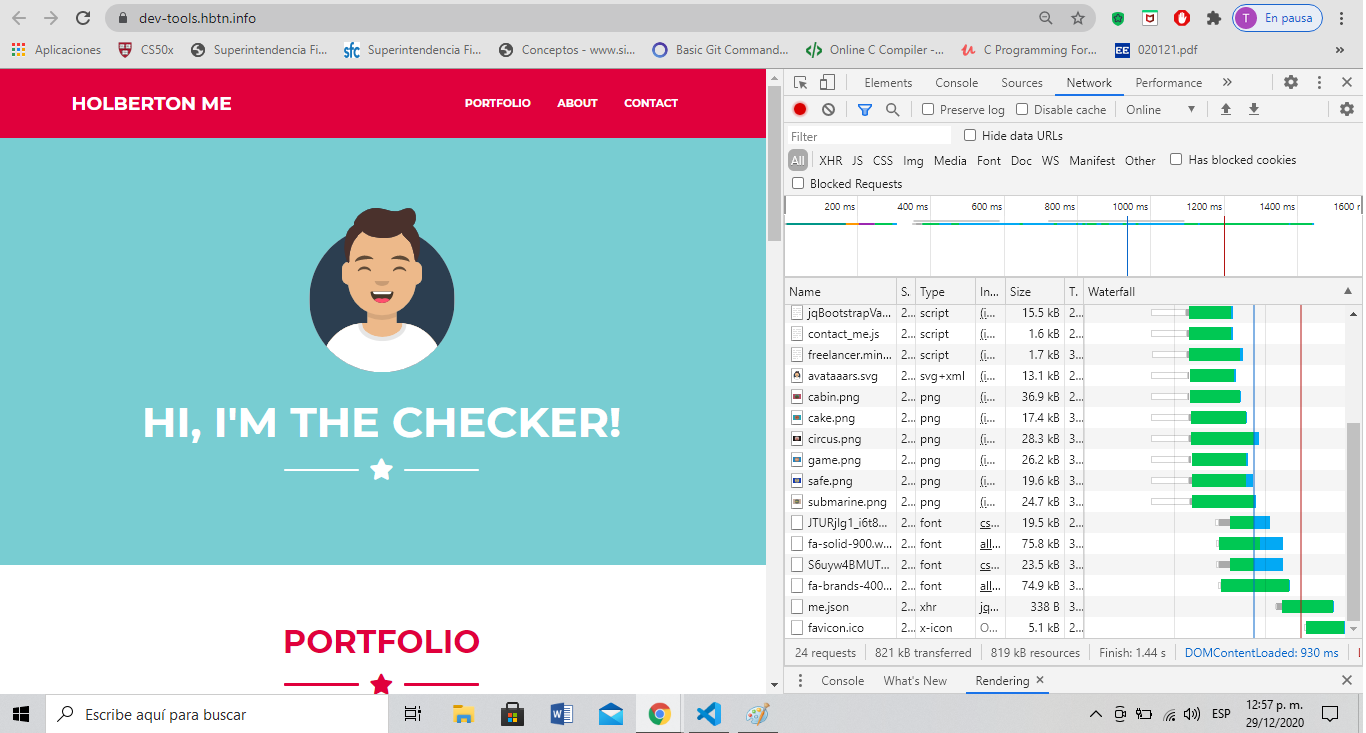 dev-tools.hbtn.info
T En pausa
Aplicaciones CS50x Superintendencia Fi... sfc Superintendencia Fi... Conceptos - www.si... Basic Git Command... Online C Compiler -... C Programming For... EE 020121.pdf »
HOLBERTON ME PORTFOLIO ABOUT CONTACT
HI, I'M THE CHECKER!
PORTFOLIO
Elements Console Sources Network Performance »
Preserve log Disable cache Online
Filter Hide data URLs
All XHR JS CSS Img Media Font Doc WS Manifest Other Has blocked cookies
Blocked Requests
200 ms 400 ms 600 ms 800 ms 1000 ms 1200 ms 1400 ms 1600 r
Name S. Type In... Size T. Waterfall
jqBootstrapVa... 2... script (i... 15.5 kB 2...
contact_me.js 2... script (i... 1.6 kB 2...
freelancer.min... 2... script (i... 1.7 kB 3...
avataaars.svg 2... svg+xml (i... 13.1 kB 2...
cabin.png 2... png (i... 36.9 kB 2...
cake.png 2... png (i... 17.4 kB 3...
circus.png 2... png (i... 28.3 kB 3...
game.png 2... png (i... 26.2 kB 3...
safe.png 2... png (i... 19.6 kB 3...
submarine.png 2... png (i... 24.7 kB 3...
JTURjIg1_i6t8... 2... font cs... 19.5 kB 2...
fa-solid-900.w... 2... font all... 75.8 kB 3...
S6uyw4BMUT... 2... font cs... 23.5 kB 3...
fa-brands-400... 2... font all... 74.9 kB 3...
me.json 2... xhr jq... 338 B 3...
favicon.ico 2... x-icon O... 5.1 kB 2...
24 requests 821 kB transferred 819 kB resources Finish: 1.44 s DOMContentLoaded: 930 ms
Console What's New Rendering
Escribe aquí para buscar
ESP 12:57 p. m.
29/12/2020